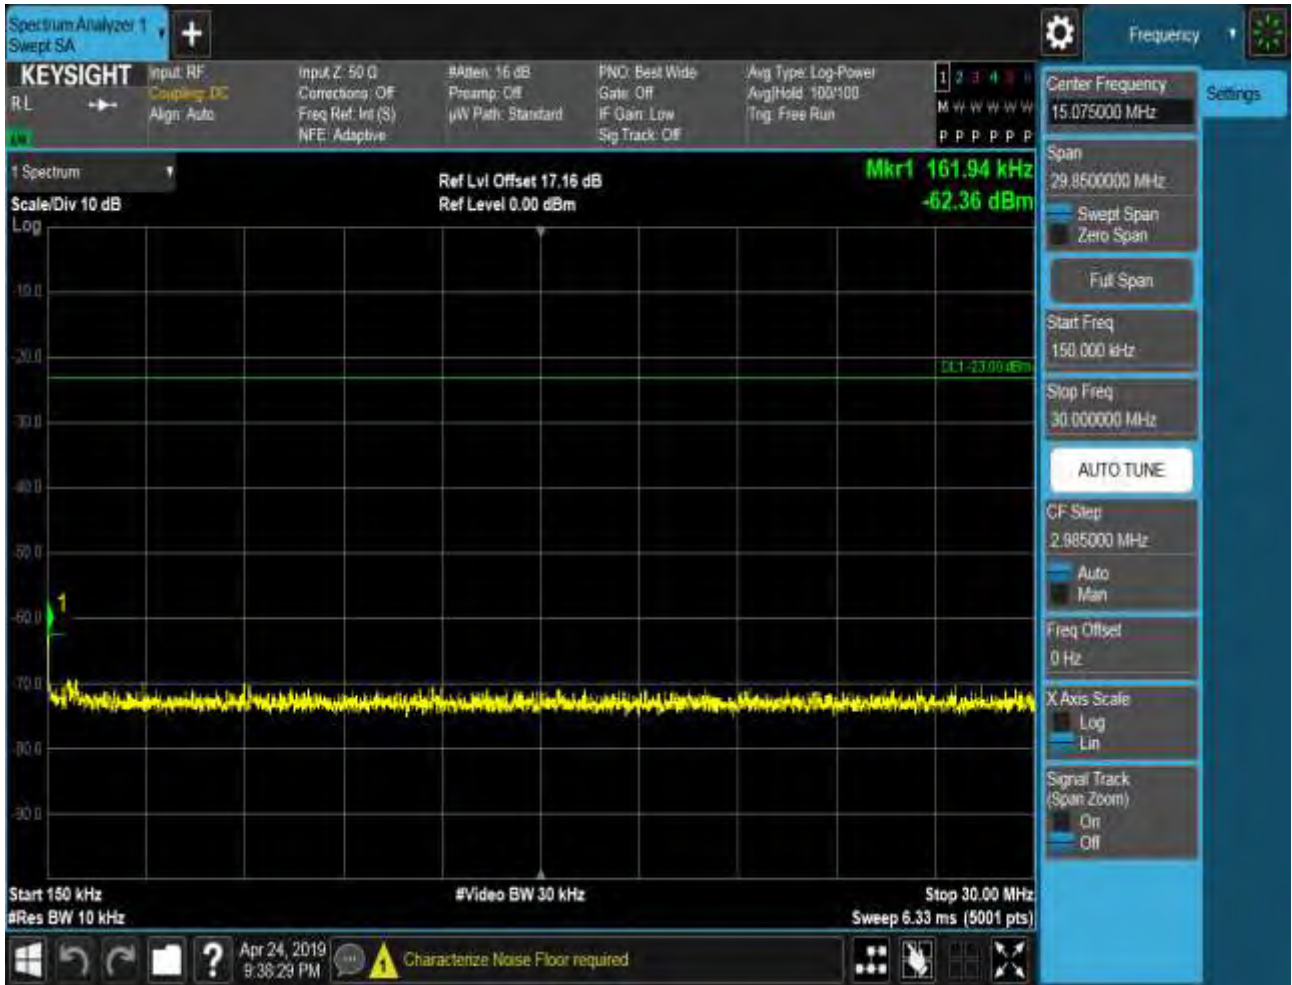 Spectrum Analyzer 1
Swept SA
+
Frequency
KEYSIGHT
RL
Input: RF
Coupling: DC
Align: Auto
Input Z: 50 Ω
Corrections: Off
Freq Ref: Int (S)
NFE: Adaptive
#Atten: 16 dB
Preamp: Off
µW Path: Standard
PNO: Best Wide
Gate: Off
IF Gain: Low
Sig Track: Off
Avg Type: Log-Power
Avg|Hold: 100/100
Trig: Free Run
1 2 3 4 5 6
M W W W W W
P P P P P P
1 Spectrum
Scale/Div 10 dB
Log
Ref Lvl Offset 17.16 dB
Ref Level 0.00 dBm
Mkr1 161.94 kHz
-62.36 dBm
-10.0
-20.0
-30.0
-40.0
-50.0
-60.0
-70.0
-80.0
-90.0
DL1 -23.00 dBm
1
Start 150 kHz
#Res BW 10 kHz
#Video BW 30 kHz
Stop 30.00 MHz
Sweep 6.33 ms (5001 pts)
?
Apr 24, 2019
9:38:29 PM
1
Characterize Noise Floor required
Center Frequency
15.075000 MHz
Settings
Span
29.8500000 MHz
Swept Span
Zero Span
Full Span
Start Freq
150.000 kHz
Stop Freq
30.000000 MHz
AUTO TUNE
CF Step
2.985000 MHz
Auto
Man
Freq Offset
0 Hz
X Axis Scale
Log
Lin
Signal Track
(Span Zoom)
On
Off